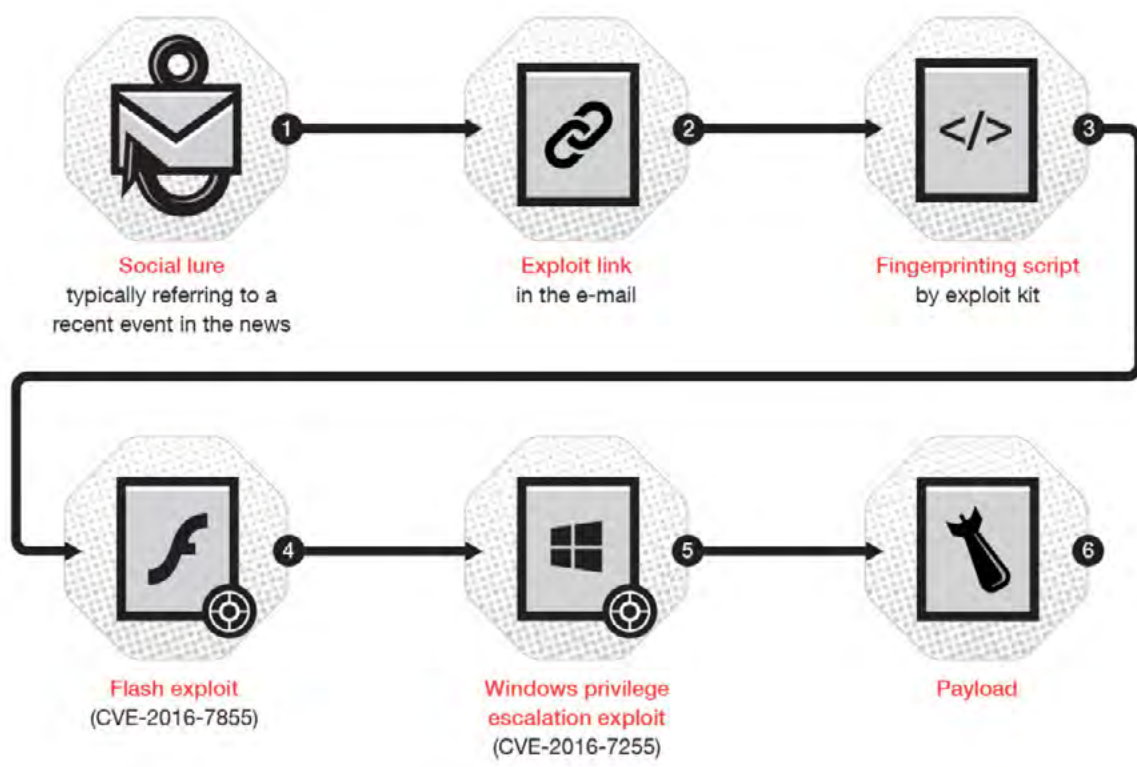 1
2
</>
3
Social lure
typically referring to a
recent event in the news
Exploit link
in the e-mail
Fingerprinting script
by exploit kit
4
5
6
Flash exploit
(CVE-2016-7855)
Windows privilege
escalation exploit
(CVE-2016-7255)
Payload